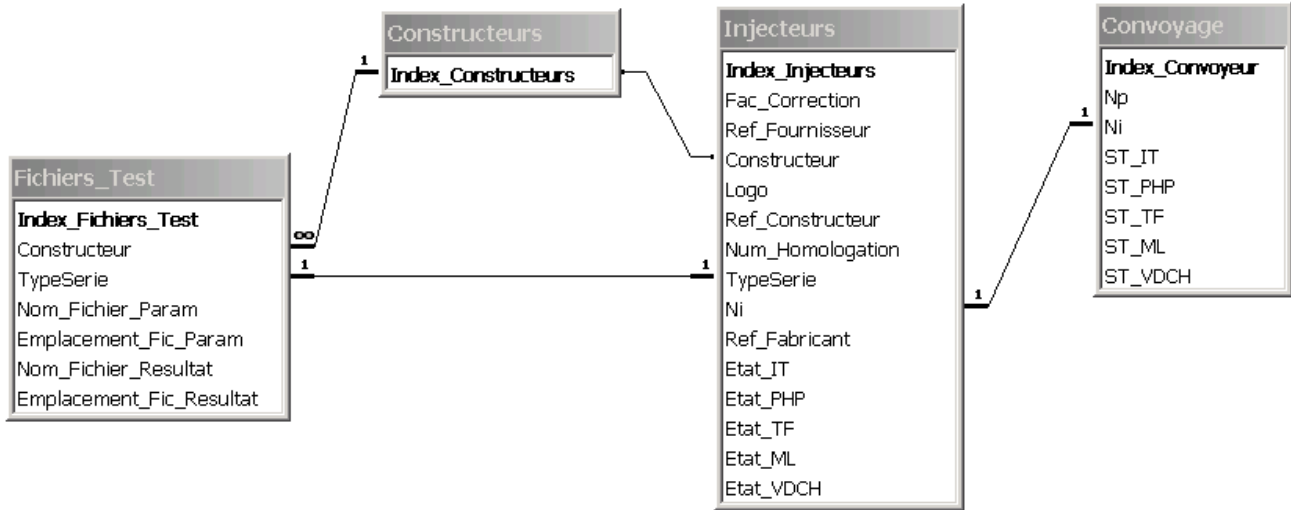 Constructeurs
1
Index_Constructeurs
Fichiers_Test
Index_Fichiers_Test
∞
Constructeur
1
TypeSerie
Nom_Fichier_Param
Emplacement_Fic_Param
Nom_Fichier_Resultat
Emplacement_Fic_Resultat
Injecteurs
Index_Injecteurs
Fac_Correction
Ref_Fournisseur
Constructeur
Logo
Ref_Constructeur
Num_Homologation
1
TypeSerie
Ni
1
Ref_Fabricant
Etat_IT
Etat_PHP
Etat_TF
Etat_ML
Etat_VDCH
Convoyage
Index_Convoyeur
Np
1
Ni
ST_IT
ST_PHP
ST_TF
ST_ML
ST_VDCH